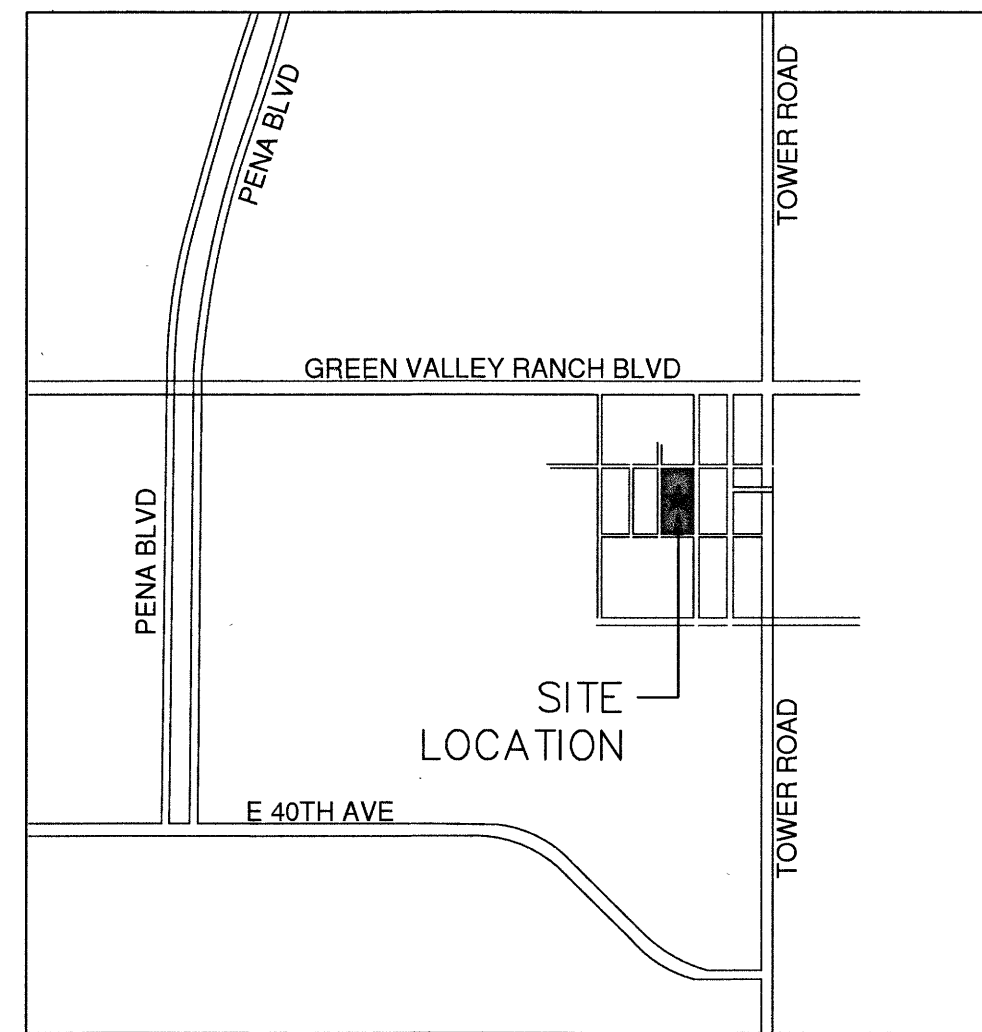 PENA BLVD
TOWER ROAD
GREEN VALLEY RANCH BLVD
PENA BLVD
SITE
LOCATION
TOWER ROAD
E 40TH AVE